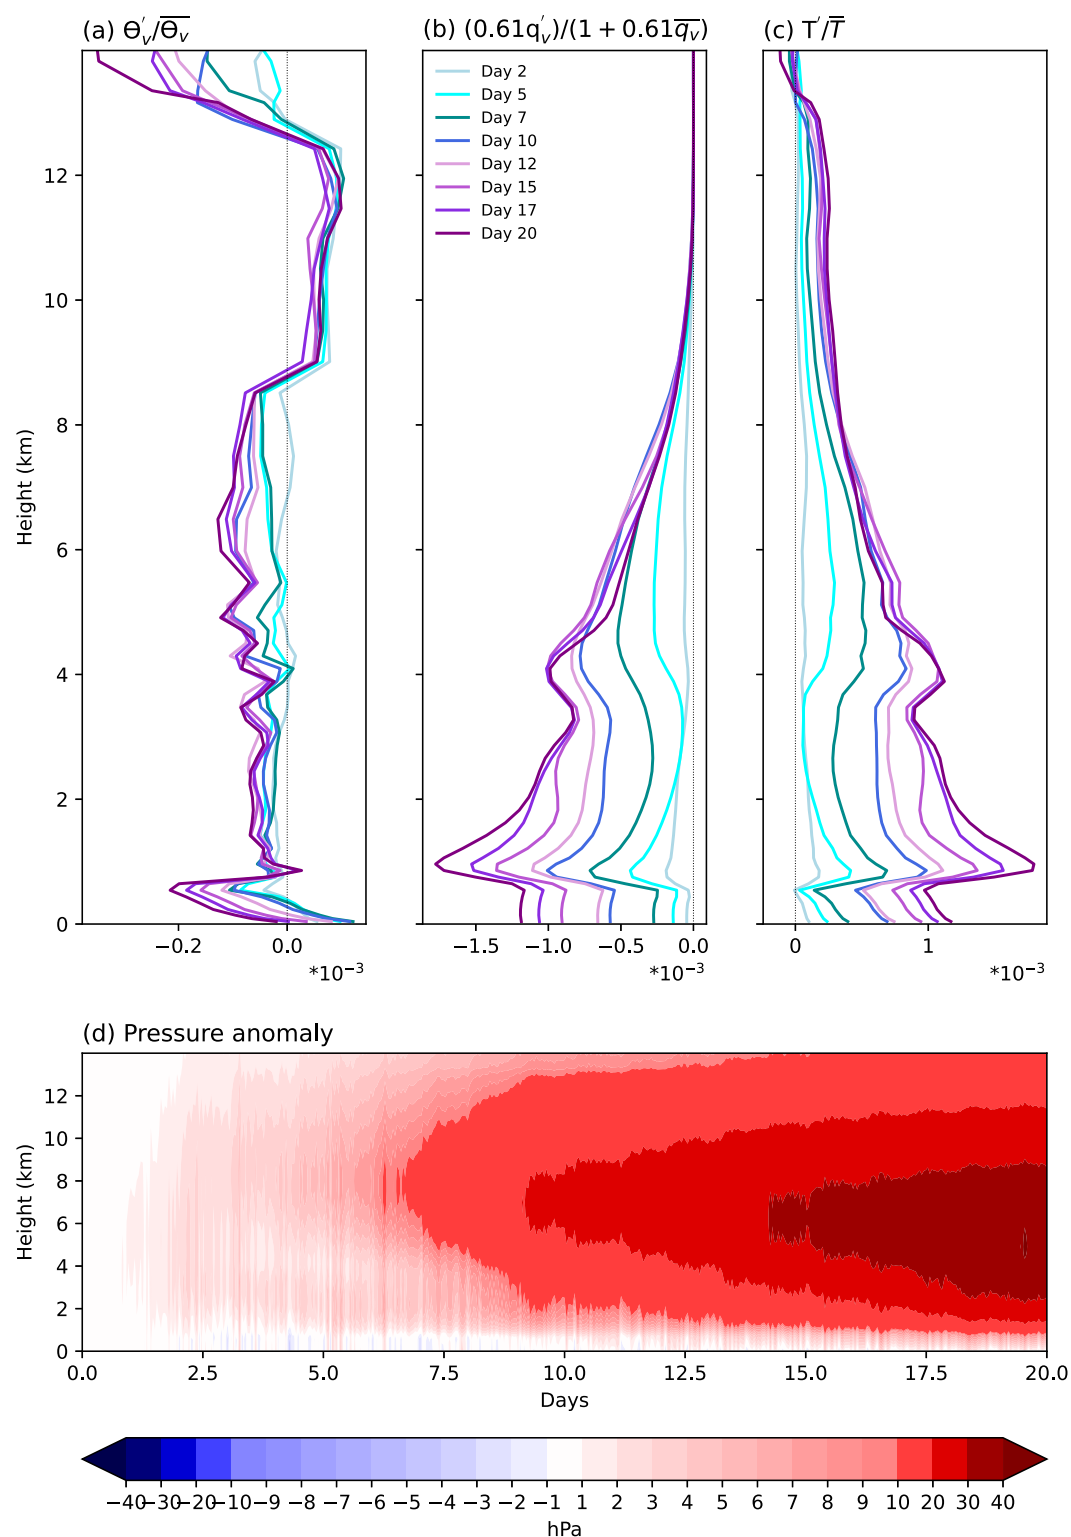 (a) Θ′ᵥ/Θ̅ᵥ̅
(b) (0.61q′ᵥ)/(1 + 0.61q̅ᵥ̅)
(c) T′/T̅
Height (km)
12
10
8
6
4
2
0
Day 2
Day 5
Day 7
Day 10
Day 12
Day 15
Day 17
Day 20
−0.2 0.0
−1.5 −1.0 −0.5 0.0
0 1
*10⁻³
*10⁻³
*10⁻³
(d) Pressure anomaly
Height (km)
12
10
8
6
4
2
0
0.0 2.5 5.0 7.5 10.0 12.5 15.0 17.5 20.0
Days
−40 −30 −20 −10 −9 −8 −7 −6 −5 −4 −3 −2 −1 1 2 3 4 5 6 7 8 9 10 20 30 40
hPa